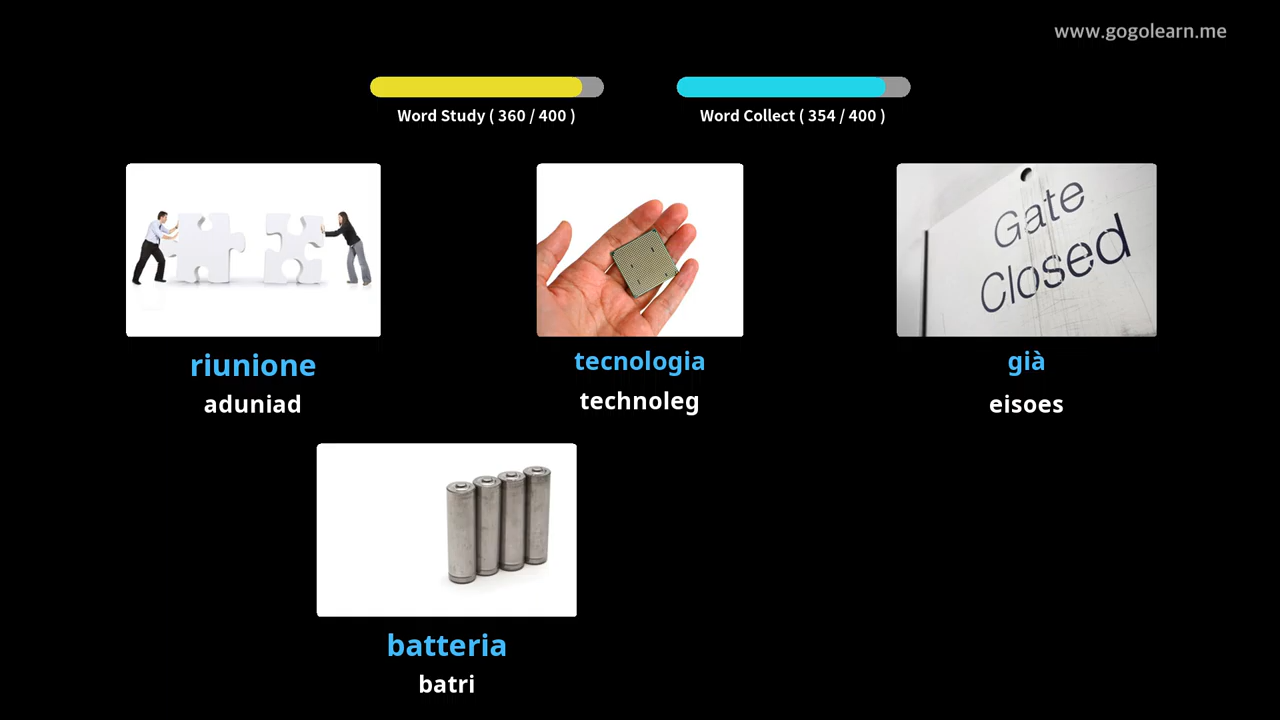 www.gogolearn.me
Word Study ( 360 / 400 )
Word Collect ( 354 / 400 )
Gate
Closed
riunione
aduniad
tecnologia
technoleg
già
eisoes
batteria
batri